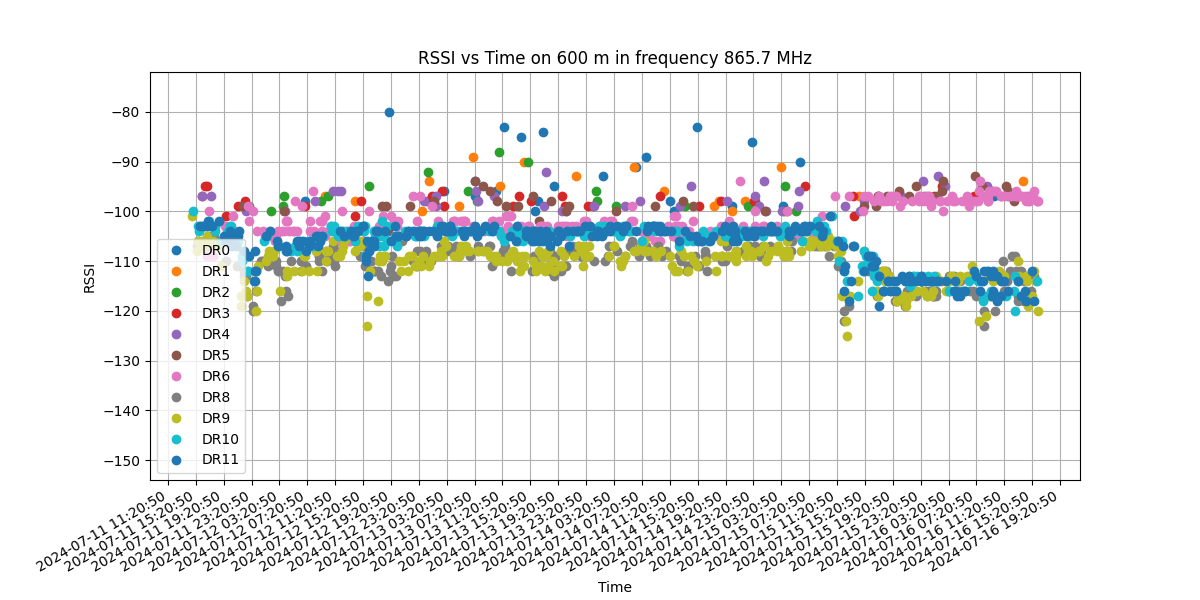 RSSI vs Time on 600 m in frequency 865.7 MHz
RSSI
−80
−90
−100
−110
−120
−130
−140
−150
DR0
DR1
DR2
DR3
DR4
DR5
DR6
DR8
DR9
DR10
DR11
2024-07-11 11:20:50
2024-07-11 15:20:50
2024-07-11 19:20:50
2024-07-11 23:20:50
2024-07-12 03:20:50
2024-07-12 07:20:50
2024-07-12 11:20:50
2024-07-12 15:20:50
2024-07-12 19:20:50
2024-07-12 23:20:50
2024-07-13 03:20:50
2024-07-13 07:20:50
2024-07-13 11:20:50
2024-07-13 15:20:50
2024-07-13 19:20:50
2024-07-13 23:20:50
2024-07-14 03:20:50
2024-07-14 07:20:50
2024-07-14 11:20:50
2024-07-14 15:20:50
2024-07-14 19:20:50
2024-07-14 23:20:50
2024-07-15 03:20:50
2024-07-15 07:20:50
2024-07-15 11:20:50
2024-07-15 15:20:50
2024-07-15 19:20:50
2024-07-15 23:20:50
2024-07-16 03:20:50
2024-07-16 07:20:50
2024-07-16 11:20:50
2024-07-16 15:20:50
2024-07-16 19:20:50
Time